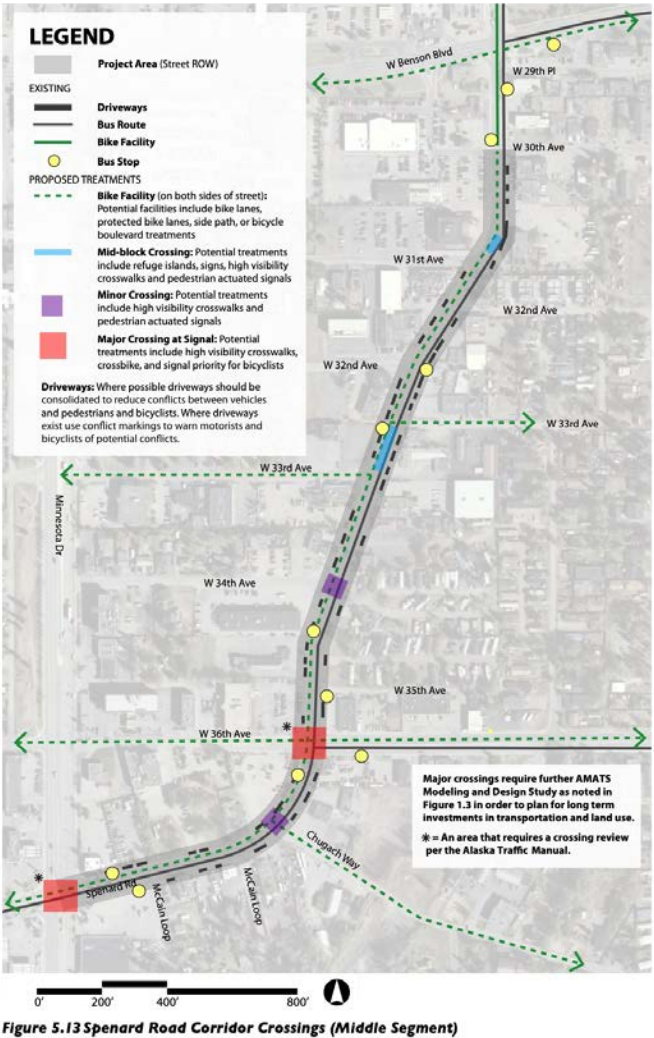 LEGEND
Project Area (Street ROW)
EXISTING
Driveways
Bus Route
Bike Facility
Bus Stop
PROPOSED TREATMENTS
Bike Facility (on both sides of street):
Potential facilities include bike lanes,
protected bike lanes, side path, or bicycle
boulevard treatments
Mid-block Crossing: Potential treatments
include refuge islands, signs, high visibility
crosswalks and pedestrian actuated signals
Minor Crossing: Potential treatments
include high visibility crosswalks and
pedestrian actuated signals
Major Crossing at Signal: Potential
treatments include high visibility crosswalks,
crossbike, and signal priority for bicyclists
Driveways: Where possible driveways should be
consolidated to reduce conflicts between vehicles
and pedestrians and bicyclists. Where driveways
exist use conflict markings to warn motorists and
bicyclists of potential conflicts.
W Benson Blvd
W 29th Pl
W 30th Ave
W 31st Ave
W 32nd Ave
W 32nd Ave
W 33rd Ave
W 33rd Ave
Minnesota Dr
W 34th Ave
W 35th Ave
W 36th Ave
*
Major crossings require further AMATS
Modeling and Design Study as noted in
Figure 1.3 in order to plan for long term
investments in transportation and land use.
* = An area that requires a crossing review
per the Alaska Traffic Manual.
Chugach Way
McCain Loop
McCain Loop
*
Spenard Rd
0' 200' 400' 800'
Figure 5.13 Spenard Road Corridor Crossings (Middle Segment)